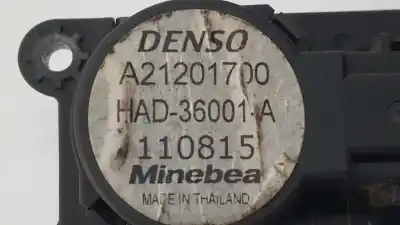 DENSO
A21201700
HAD-36001-A
110815
Minebea
MADE IN THAILAND